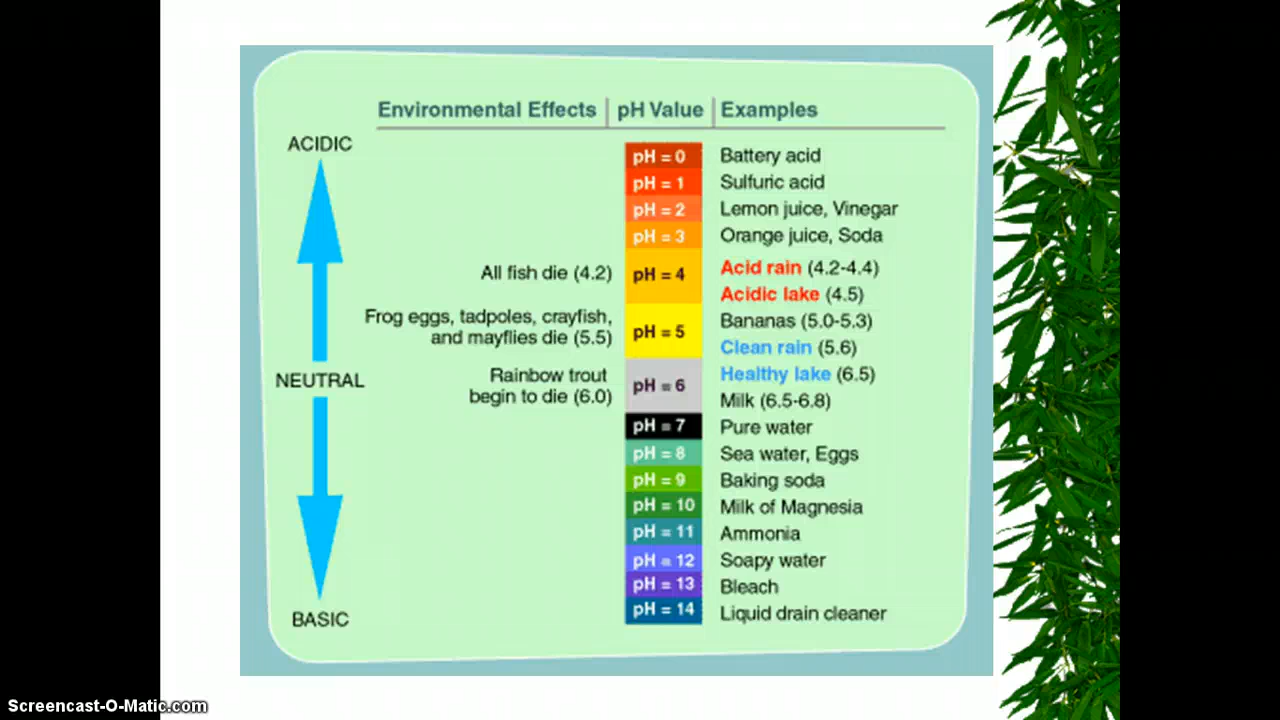 Environmental Effects pH Value Examples
ACIDIC
pH = 0 Battery acid
pH = 1 Sulfuric acid
pH = 2 Lemon juice, Vinegar
pH = 3 Orange juice, Soda
All fish die (4.2) pH = 4 Acid rain (4.2-4.4)
Acidic lake (4.5)
Frog eggs, tadpoles, crayfish,
and mayflies die (5.5)
pH = 5
Bananas (5.0-5.3)
Clean rain (5.6)
NEUTRAL
Rainbow trout
begin to die (6.0)
pH = 6
Healthy lake (6.5)
Milk (6.5-6.8)
pH = 7 Pure water
pH = 8 Sea water, Eggs
pH = 9 Baking soda
pH = 10 Milk of Magnesia
pH = 11 Ammonia
pH = 12 Soapy water
pH = 13 Bleach
pH = 14 Liquid drain cleaner
BASIC
Screencast-O-Matic.com